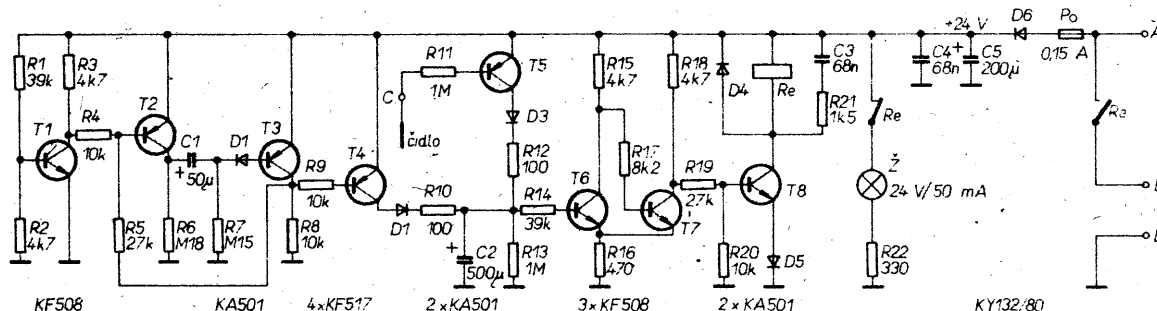 R1
39k
R3
4k7
R4
10k
T1
T2
R2
4k7
R5
27k
C1
+
50µ
R6
M18
D1
R7
M15
T3
R8
10k
R9
10k
T4
C
čidlo
R11
1M
T5
D3
R12
100
D1
R10
100
+
C2
500µ
R13
1M
R14
39k
R15
4k7
R17
8k2
T6
R16
470
T7
R18
4k7
R19
27k
R20
10k
D4
Re
T8
D5
C3
68n
R21
1k5
Re
Ž
24 V/50 mA
R22
330
C4
68n
+24 V
+
C5
200µ
D6
Po
0,15 A
Re
KF508
KA501
4×KF517
2×KA501
3×KF508
2×KA501
KY132/80